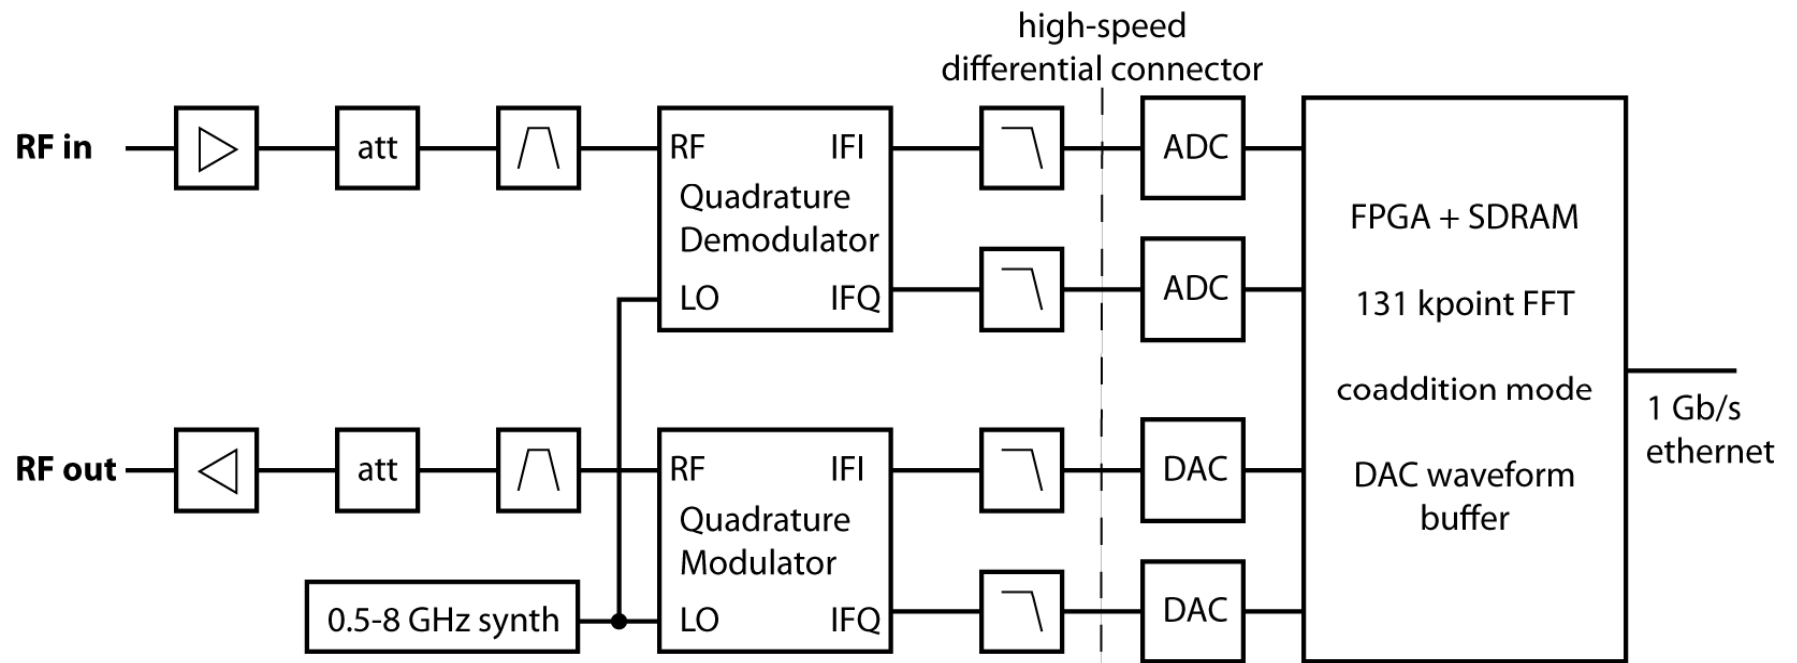 high-speed
differential connector
RF in
att
RF
IFI
Quadrature
Demodulator
LO
IFQ
ADC
ADC
FPGA + SDRAM
131 kpoint FFT
coaddition mode
DAC waveform
buffer
1 Gb/s
ethernet
RF out
att
RF
IFI
Quadrature
Modulator
LO
IFQ
DAC
DAC
0.5-8 GHz synth